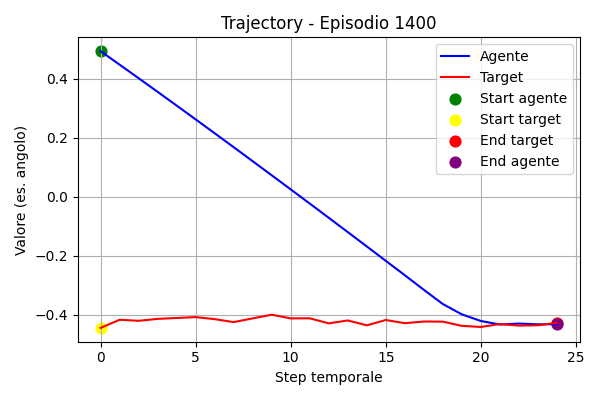 Trajectory - Episodio 1400
Valore (es. angolo)
0.4
0.2
0.0
−0.2
−0.4
0
5
10
15
20
25
Step temporale
Agente
Target
Start agente
Start target
End target
End agente